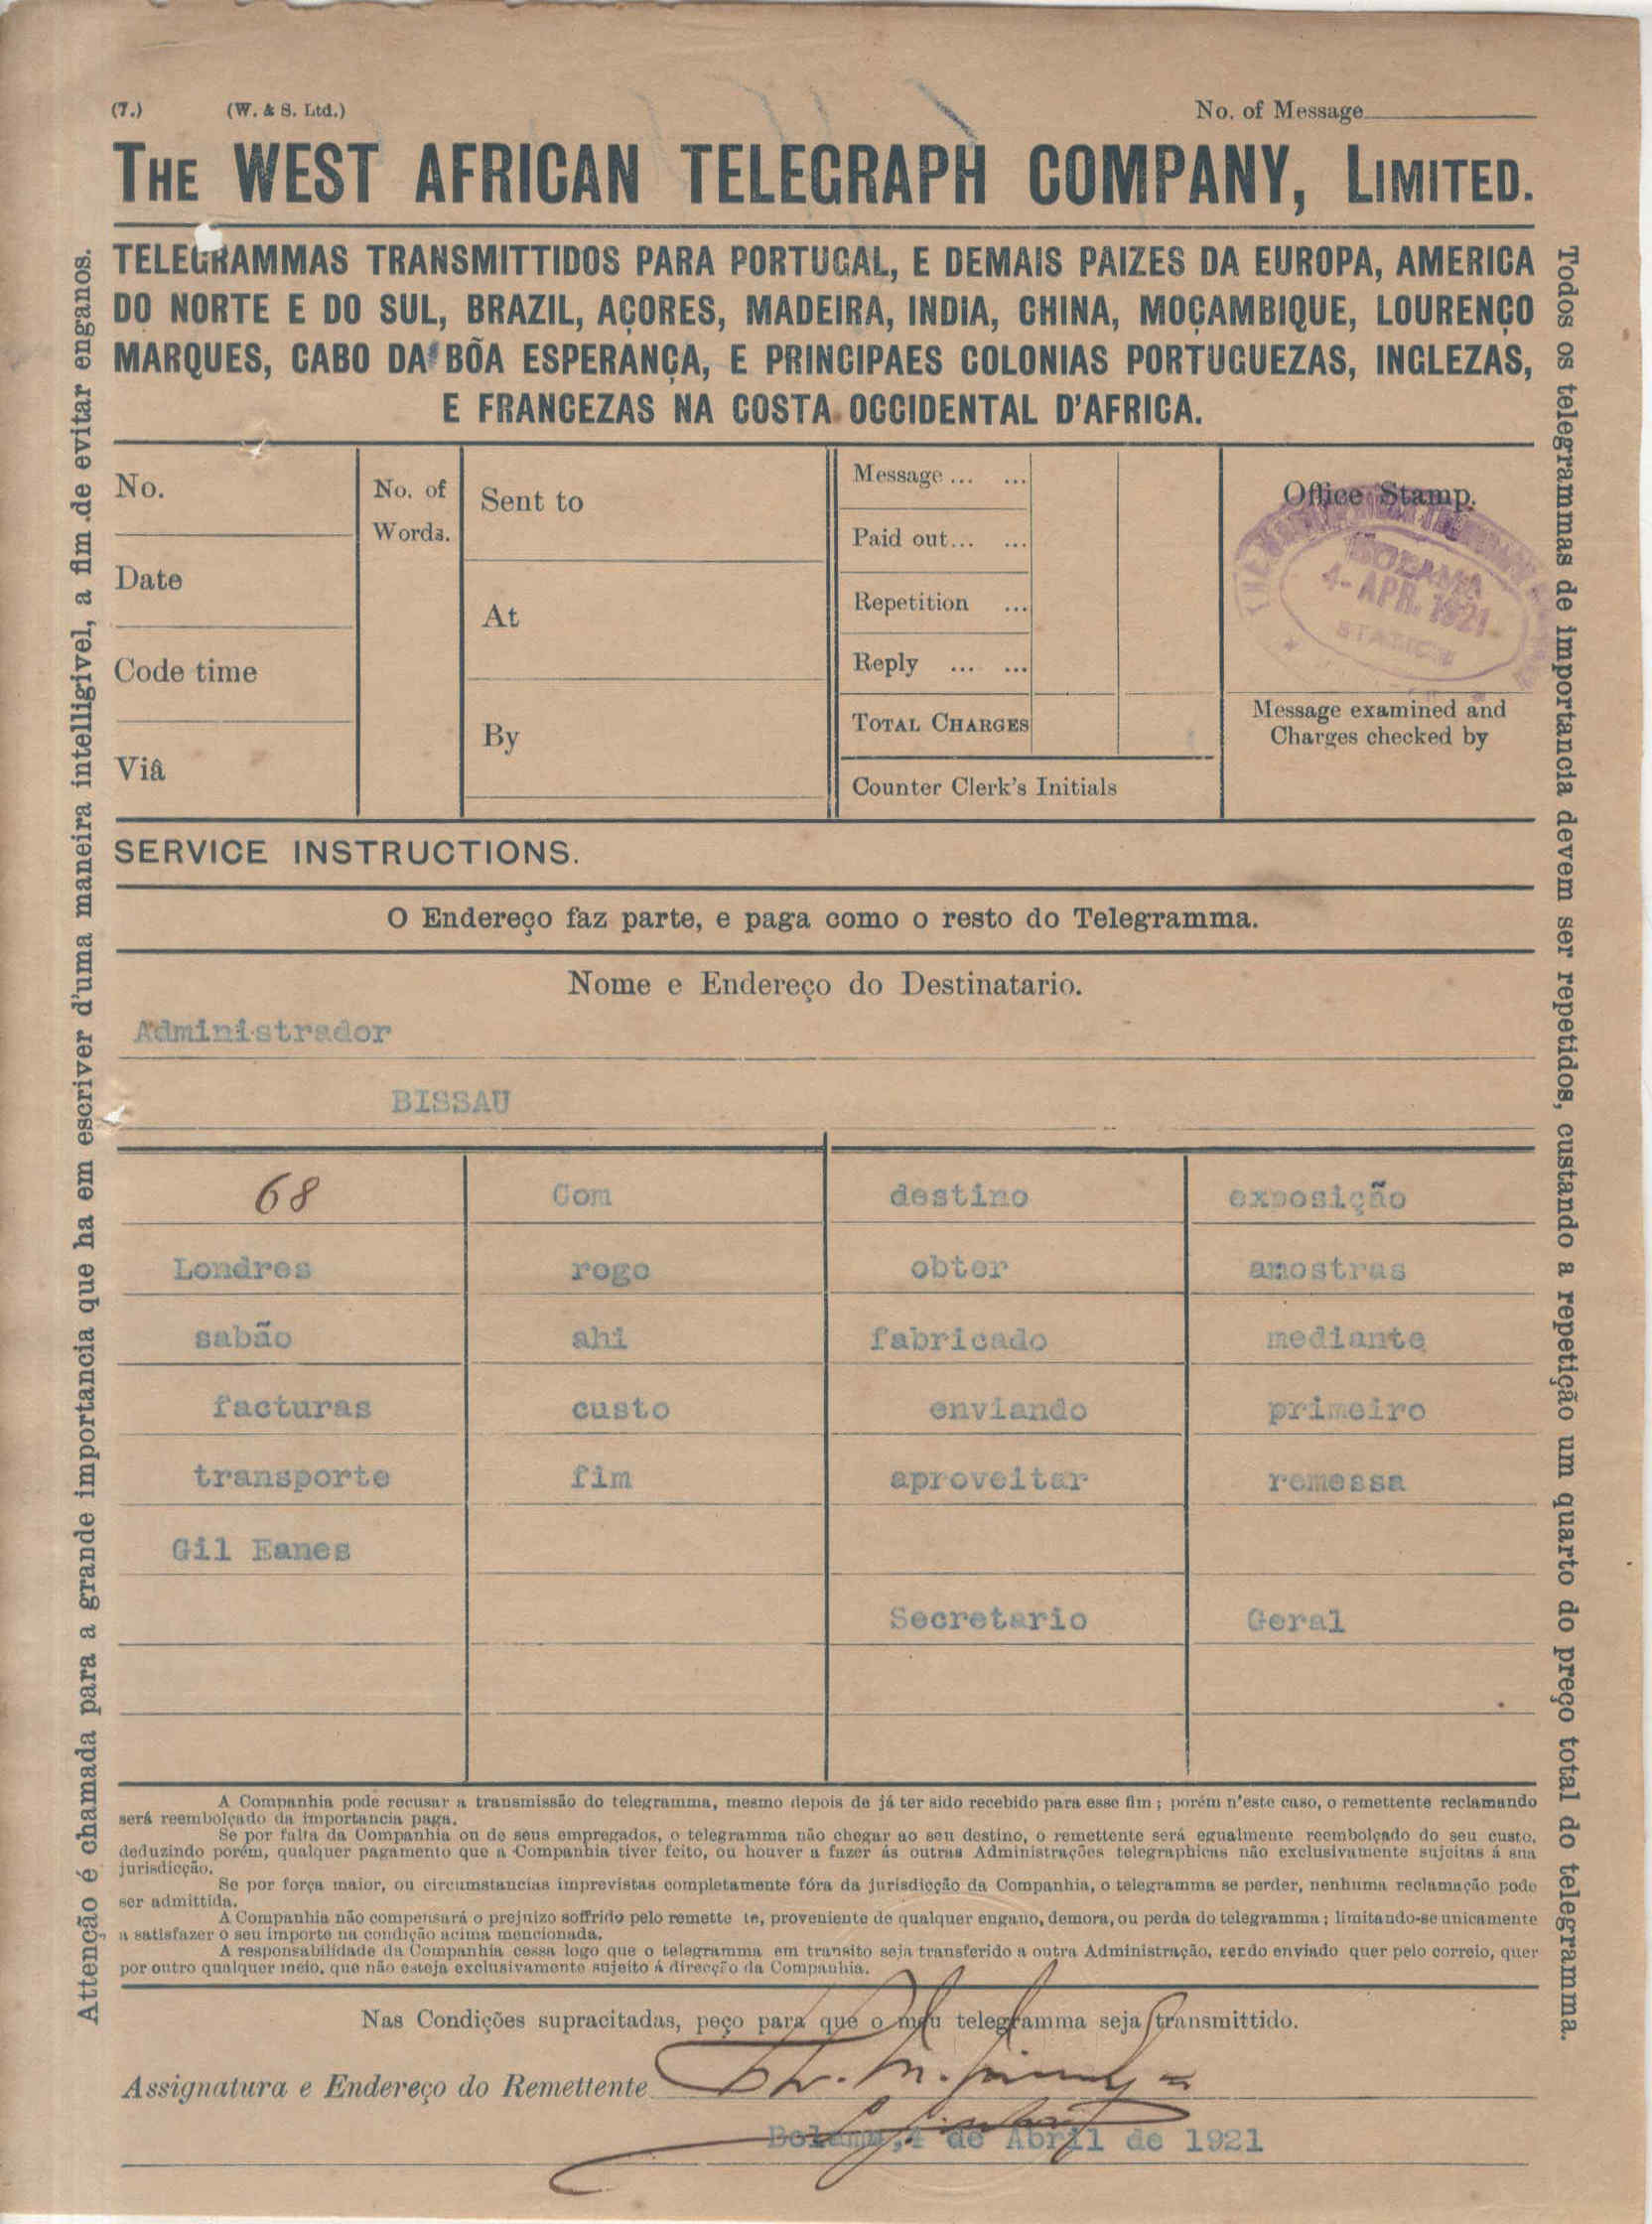 (7.) (W. & S. Ltd.) No. of Message
THE WEST AFRICAN TELEGRAPH COMPANY, LIMITED.
TELEGRAMMAS TRANSMITTIDOS PARA PORTUGAL, E DEMAIS PAIZES DA EUROPA, AMERICA
DO NORTE E DO SUL, BRAZIL, AÇORES, MADEIRA, INDIA, CHINA, MOÇAMBIQUE, LOURENÇO
MARQUES, CABO DA BÕA ESPERANÇA, E PRINCIPAES COLONIAS PORTUGUEZAS, INGLEZAS,
E FRANCEZAS NA COSTA OCCIDENTAL D'AFRICA.
No.
Date
Code time
Viâ
No. of
Words.
Sent to
At
By
Message ... ...
Paid out... ...
Repetition ...
Reply ... ...
TOTAL CHARGES
Counter Clerk's Initials
Office Stamp.
BOLAMA
4- APR. 1921
STATION
Message examined and
Charges checked by
SERVICE INSTRUCTIONS.
O Endereço faz parte, e paga como o resto do Telegramma.
Nome e Endereço do Destinatario.
Administrador
BISSAU
68 Com destino exposição
Londres rogo obter amostras
sabão ahi fabricado mediante
facturas custo enviando primeiro
transporte fim aproveitar remessa
Gil Eanes
Secretario Geral
A Companhia pode recusar a transmissão do telegramma, mesmo depois de já ter sido recebido para esse fim; porém n'este caso, o remettente reclamando
será reembolçado da importancia paga.
Se por falta da Companhia ou de seus empregados, o telegramma não chegar ao seu destino, o remettente será egualmente reembolçado do seu custo,
deduzindo porém, qualquer pagamento que a Companhia tiver feito, ou houver a fazer ás outras Administrações telegraphicas não exclusivamente sujeitas á sua
jurisdicção.
Se por força maior, ou circumstancias imprevistas completamente fóra da jurisdicção da Companhia, o telegramma se perder, nenhuma reclamação pode
ser admittida.
A Companhia não compensará o prejuizo soffrido pelo remette te, proveniente de qualquer engano, demora, ou perda do telegramma; limitando-se unicamente
a satisfazer o seu importe na condição acima mencionada.
A responsabilidade da Companhia cessa logo que o telegramma em transito seja transferido a outra Administração, sendo enviado quer pelo correio, quer
por outro qualquer meio, que não esteja exclusivamente sujeito á direcção da Companhia.
Nas Condições supracitadas, peço para que o meu telegramma seja transmittido.
Assignatura e Endereço do Remettente
Bolama, 4 de Abril de 1921
Attenção é chamada para a grande importancia que ha em escriver d'uma maneira intelligivel, a fim de evitar enganos.
Todos os telegrammas de importancia devem ser repetidos, custando a repetição um quarto do preço total do telegramma.